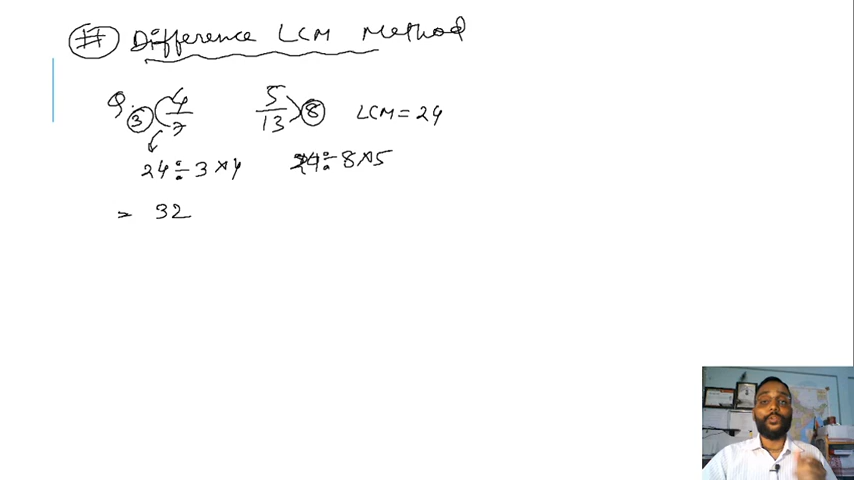 # Difference LCM Method
Q. 3 4/7 5/13 8 LCM = 24
24 ÷ 3 × 4 24 ÷ 8 × 5
= 32